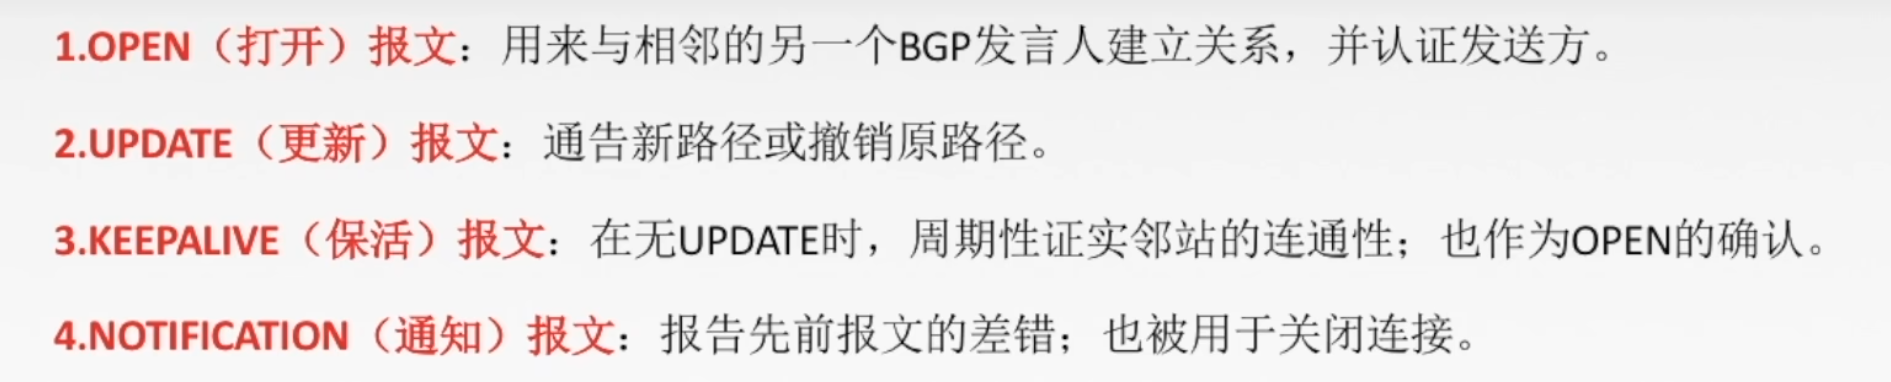 1.OPEN（打开）报文：用来与相邻的另一个BGP发言人建立关系，并认证发送方。
2.UPDATE（更新）报文：通告新路径或撤销原路径。
3.KEEPALIVE（保活）报文：在无UPDATE时，周期性证实邻站的连通性；也作为OPEN的确认。
4.NOTIFICATION（通知）报文：报告先前报文的差错；也被用于关闭连接。